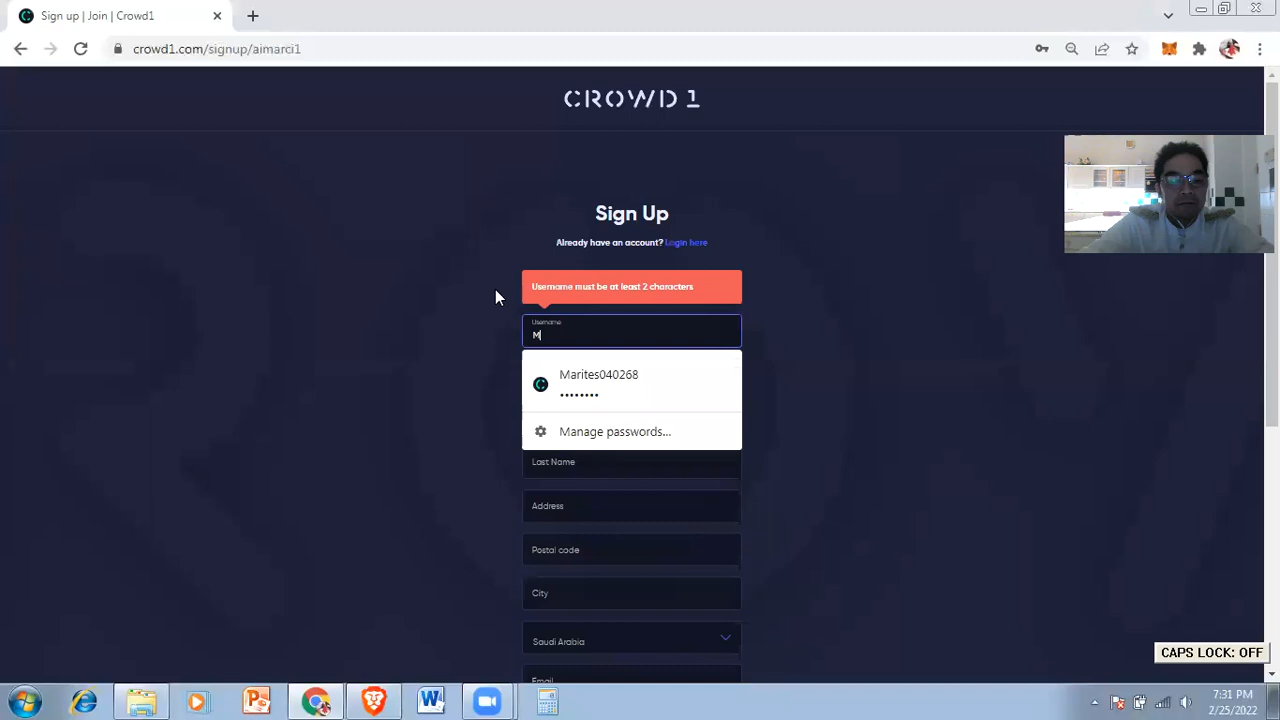 Sign up | Join | Crowd1
crowd1.com/signup/aimarci1
CROWD 1
Sign Up
Already have an account? Login here
Username must be at least 2 characters
Username
M
Marites040268
••••••••
Manage passwords...
Last Name
Address
Postal code
City
Saudi Arabia
Email
CAPS LOCK: OFF
7:31 PM
2/25/2022